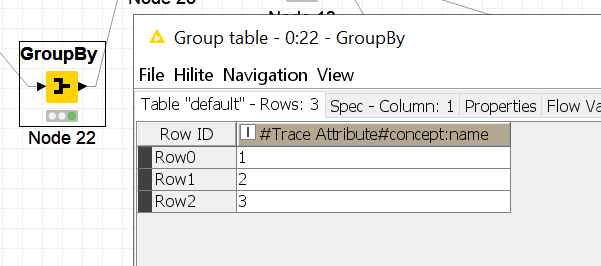 Node 20
Node 13
GroupBy
Node 22
Group table - 0:22 - GroupBy
File Hilite Navigation View
Table "default" - Rows: 3 Spec - Column: 1 Properties Flow Va
Row ID I #Trace Attribute#concept:name
Row0 1
Row1 2
Row2 3